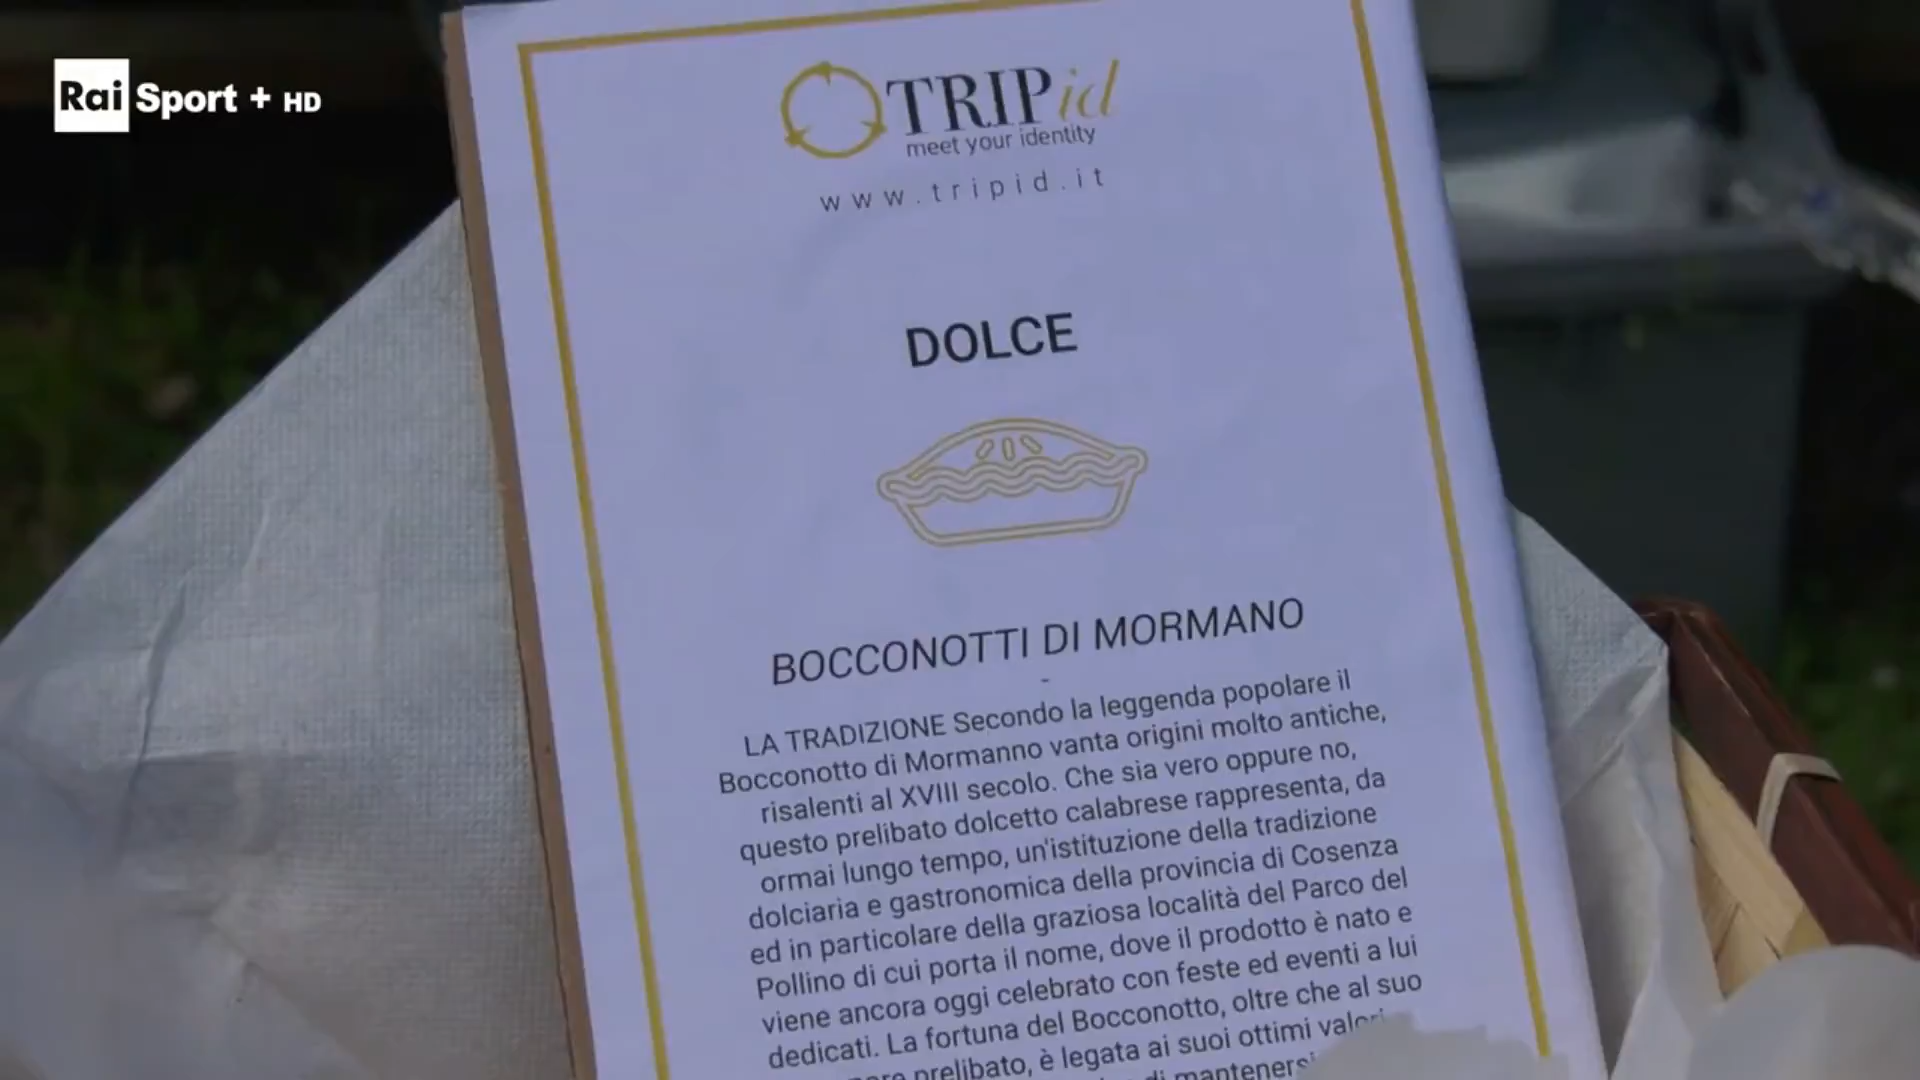 Rai Sport + HD
TRIPid
meet your identity
www.tripid.it
DOLCE
BOCCONOTTI DI MORMANO
-
LA TRADIZIONE Secondo la leggenda popolare il
Bocconotto di Mormanno vanta origini molto antiche,
risalenti al XVIII secolo. Che sia vero oppure no,
questo prelibato dolcetto calabrese rappresenta, da
ormai lungo tempo, un'istituzione della tradizione
dolciaria e gastronomica della provincia di Cosenza
ed in particolare della graziosa località del Parco del
Pollino di cui porta il nome, dove il prodotto è nato e
viene ancora oggi celebrato con feste ed eventi a lui
dedicati. La fortuna del Bocconotto, oltre che al suo
prelibato, è legata ai suoi ottimi valori
di mantenersi